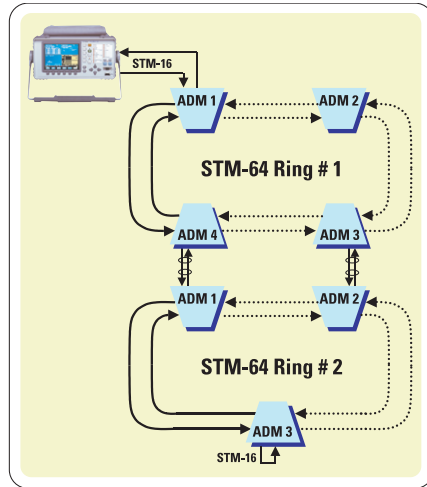 STM-16
ADM 1
ADM 2
STM-64 Ring # 1
ADM 4
ADM 3
ADM 1
ADM 2
STM-64 Ring # 2
ADM 3
STM-16